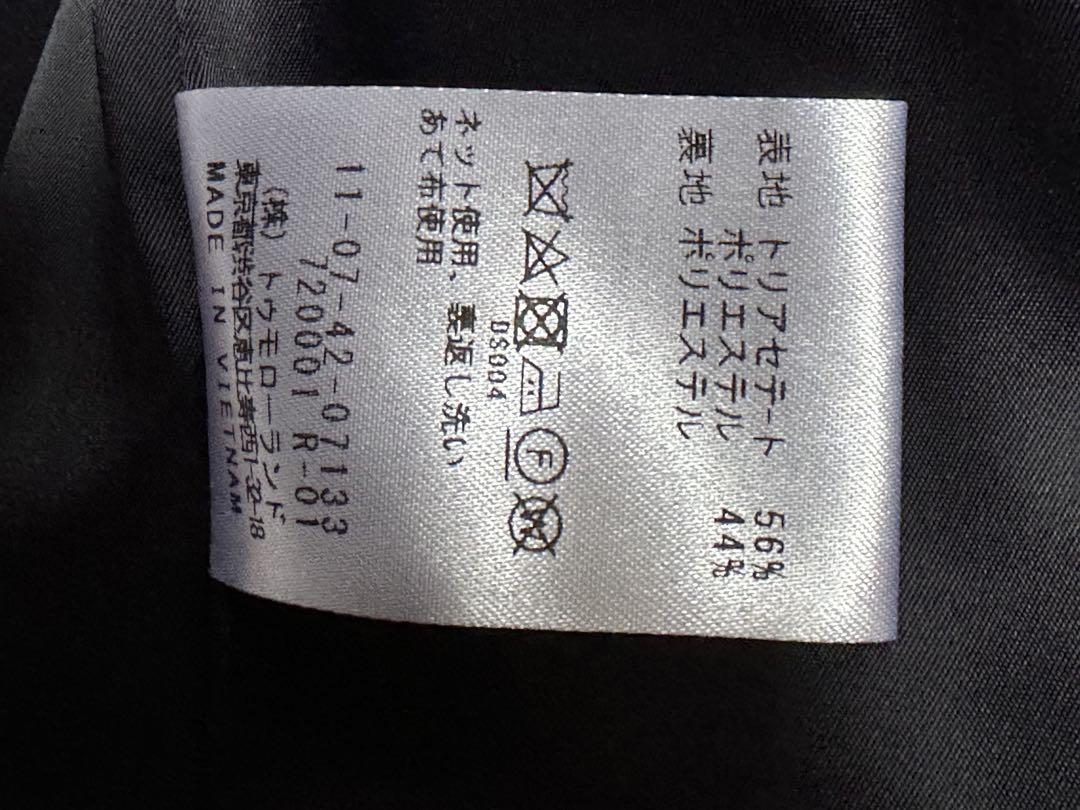 表地 トリアセテート 56%
ポリエステル 44%
裏地 ポリエステル
DS004
F
W
ネット使用、裏返し洗い
あて布使用
11-07-42-07133
720001 R-01
(株) トゥモローランド
東京都渋谷区恵比寿西1-32-18
MADE IN VIETNAM